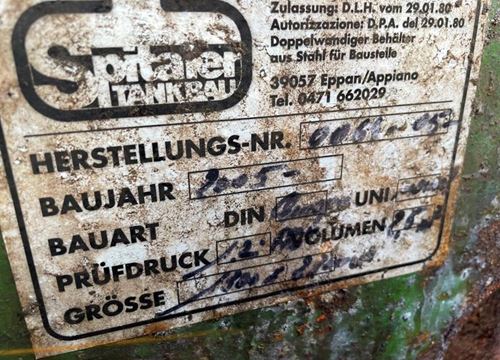 Spitaler
TANKBAU
Zulassung: D.L.H. vom 29.01.80
Autorizzazione: D.P.A. del 29.01.80
Doppelwandiger Behälter
aus Stahl für Baustelle
39057 Eppan/Appiano
Tel. 0471 662029
HERSTELLUNGS-NR.
BAUJAHR 2005-
BAUART DIN UNI
PRÜFDRUCK VOLUMEN
GRÖSSE